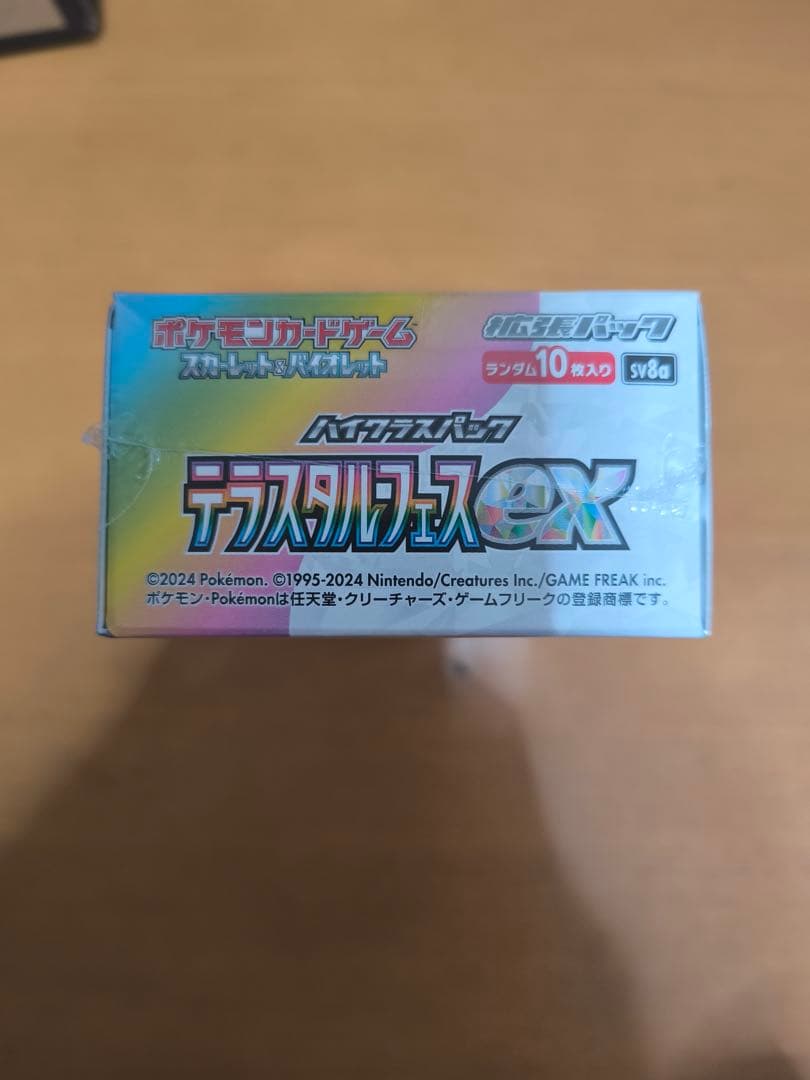 ポケモンカードゲーム
スカーレット&バイオレット
拡張パック
ランダム10枚入り SV8a
ハイクラスパック
テラスタルフェスex
©2024 Pokémon. ©1995-2024 Nintendo/Creatures Inc./GAME FREAK inc.
ポケモン・Pokémonは任天堂・クリーチャーズ・ゲームフリークの登録商標です。